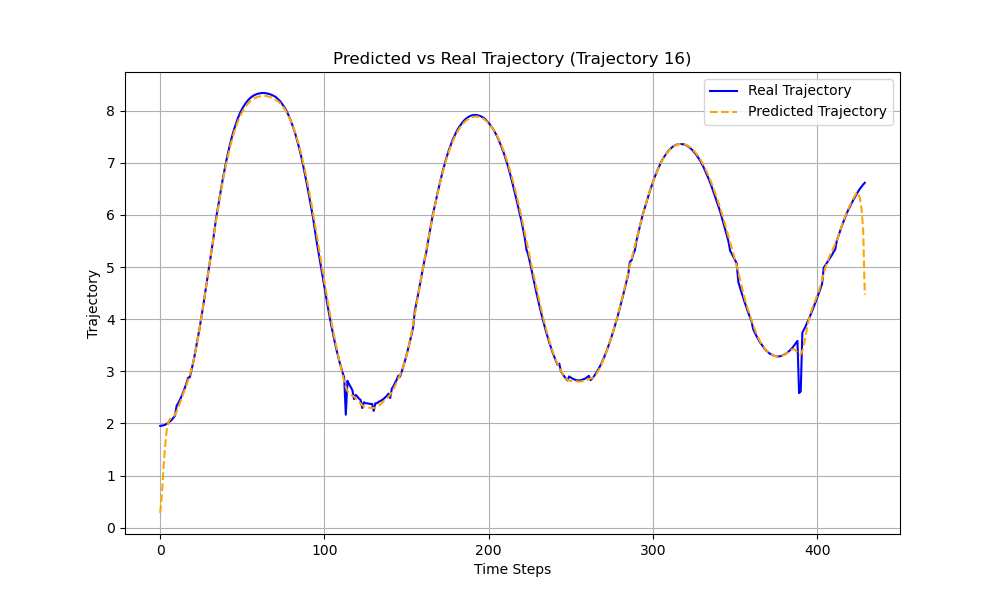 Predicted vs Real Trajectory (Trajectory 16)
Real Trajectory
Predicted Trajectory
Trajectory
8
7
6
5
4
3
2
1
0
0 100 200 300 400
Time Steps